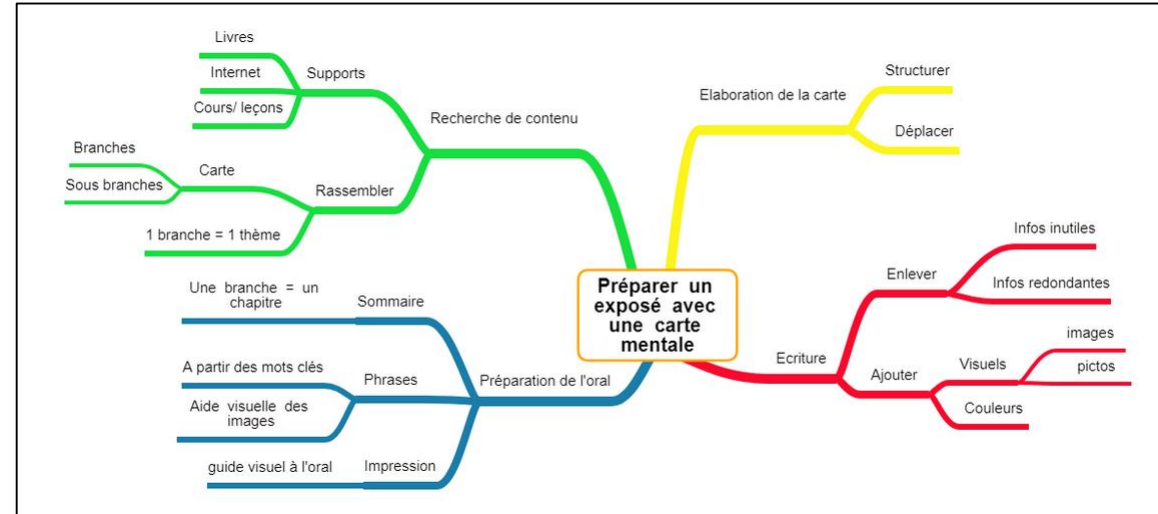 Préparer un
exposé avec
une carte
mentale
Recherche de contenu
Supports
Livres
Internet
Cours/ leçons
Rassembler
Carte
Branches
Sous branches
1 branche = 1 thème
Elaboration de la carte
Structurer
Déplacer
Ecriture
Enlever
Infos inutiles
Infos redondantes
Ajouter
Visuels
images
pictos
Couleurs
Préparation de l'oral
Sommaire
Une branche = un
chapitre
Phrases
A partir des mots clés
Aide visuelle des
images
Impression
guide visuel à l'oral